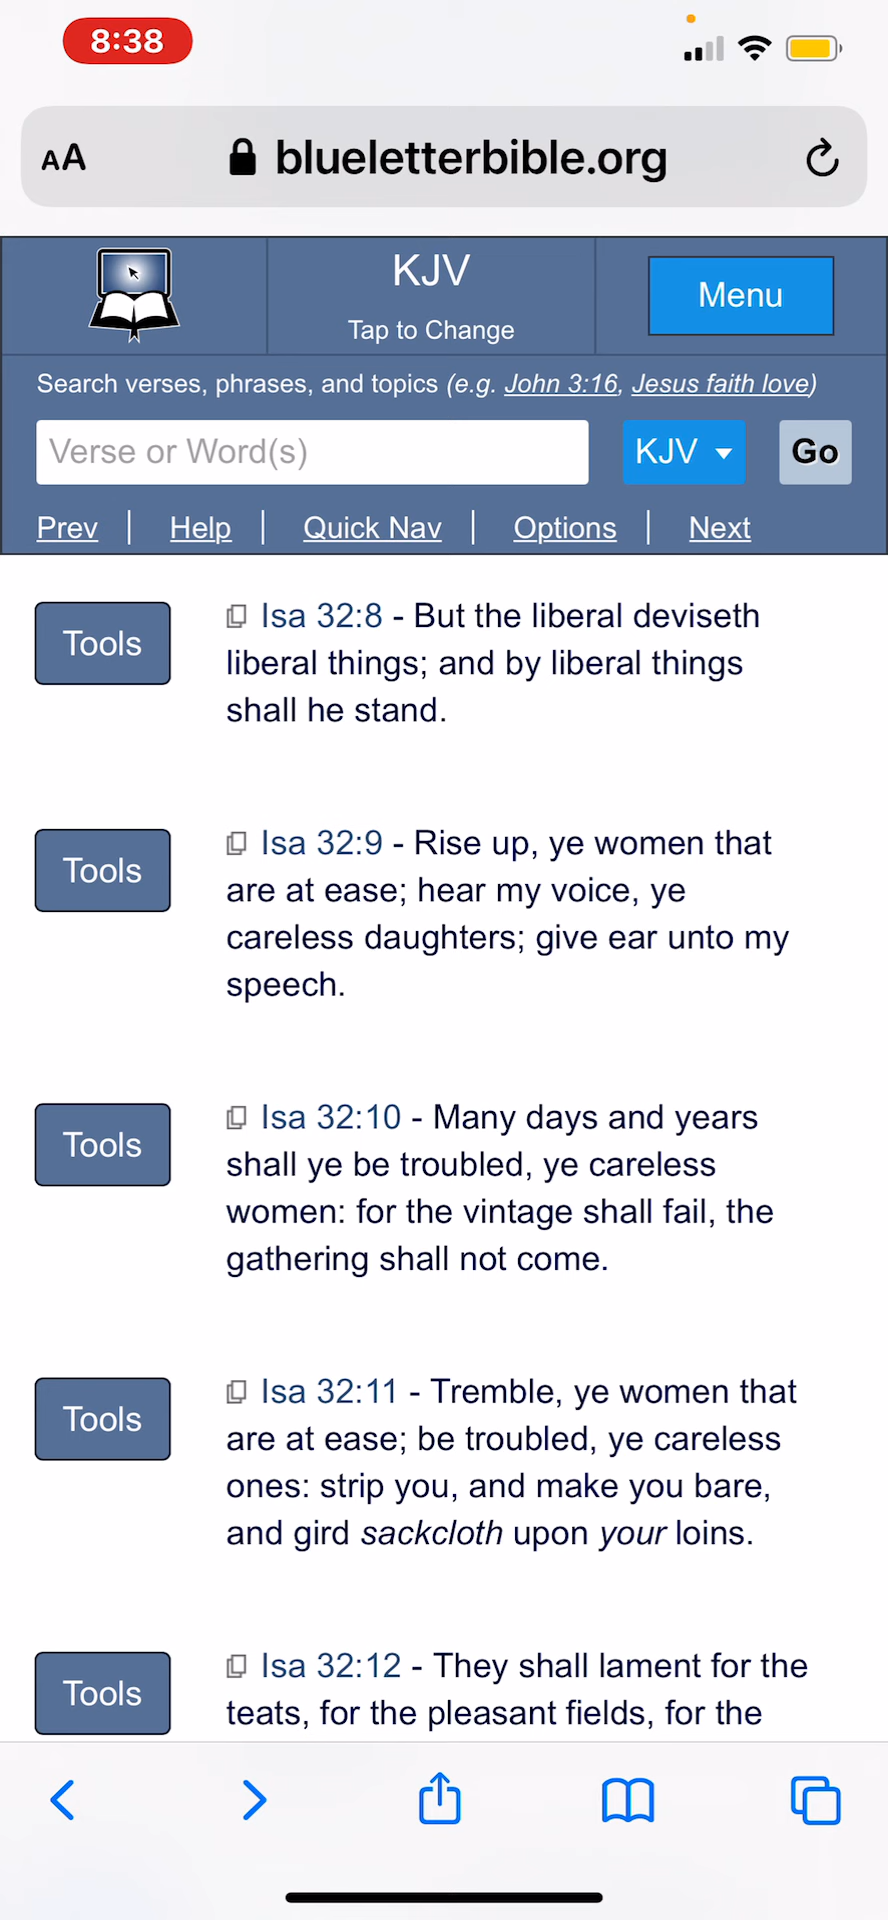 8:38
AA blueletterbible.org
KJV
Tap to Change
Menu
Search verses, phrases, and topics (e.g. John 3:16, Jesus faith love)
Verse or Word(s) KJV Go
Prev | Help | Quick Nav | Options | Next
Tools
Isa 32:8 - But the liberal deviseth
liberal things; and by liberal things
shall he stand.
Tools
Isa 32:9 - Rise up, ye women that
are at ease; hear my voice, ye
careless daughters; give ear unto my
speech.
Tools
Isa 32:10 - Many days and years
shall ye be troubled, ye careless
women: for the vintage shall fail, the
gathering shall not come.
Tools
Isa 32:11 - Tremble, ye women that
are at ease; be troubled, ye careless
ones: strip you, and make you bare,
and gird sackcloth upon your loins.
Tools
Isa 32:12 - They shall lament for the
teats, for the pleasant fields, for the